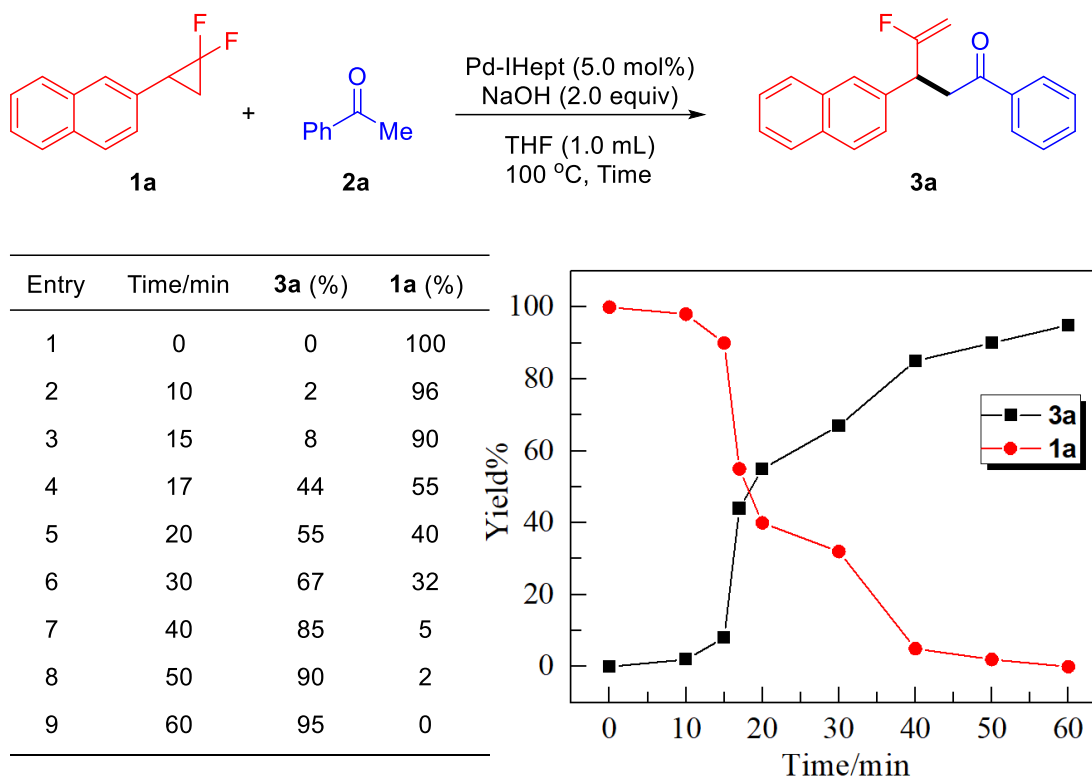 F
F
O
Ph
Me
+
1a
2a
Pd-IHept (5.0 mol%)
NaOH (2.0 equiv)
THF (1.0 mL)
100 °C, Time
F
O
3a
Entry Time/min 3a (%) 1a (%)
1 0 0 100
2 10 2 96
3 15 8 90
4 17 44 55
5 20 55 40
6 30 67 32
7 40 85 5
8 50 90 2
9 60 95 0
Yield%
100
80
60
40
20
0
3a
1a
0 10 20 30 40 50 60
Time/min